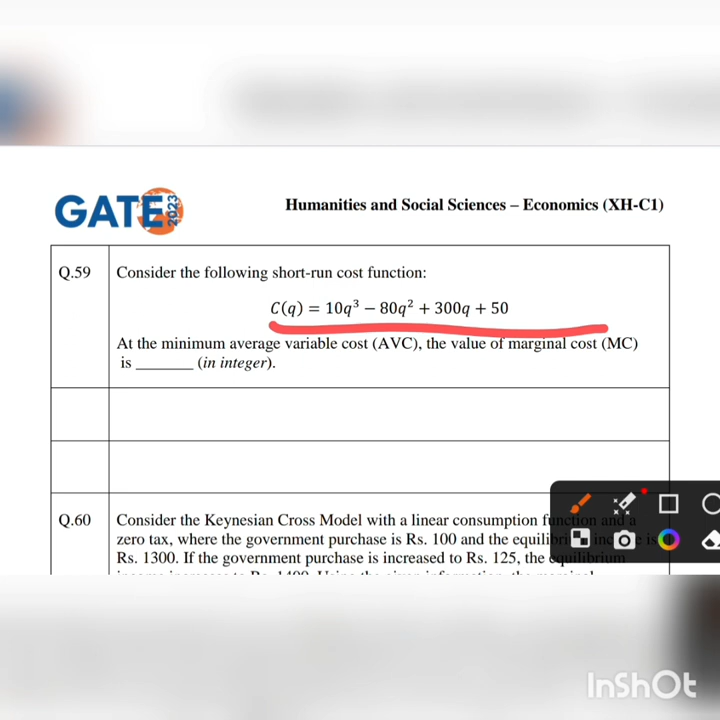 GATE 2023
Humanities and Social Sciences – Economics (XH-C1)
Q.59 Consider the following short-run cost function:
C(q) = 10q³ − 80q² + 300q + 50
At the minimum average variable cost (AVC), the value of marginal cost (MC)
is _______ (in integer).
Q.60 Consider the Keynesian Cross Model with a linear consumption function and a
zero tax, where the government purchase is Rs. 100 and the equilibrium income is
Rs. 1300. If the government purchase is increased to Rs. 125, the equilibrium
InShOt